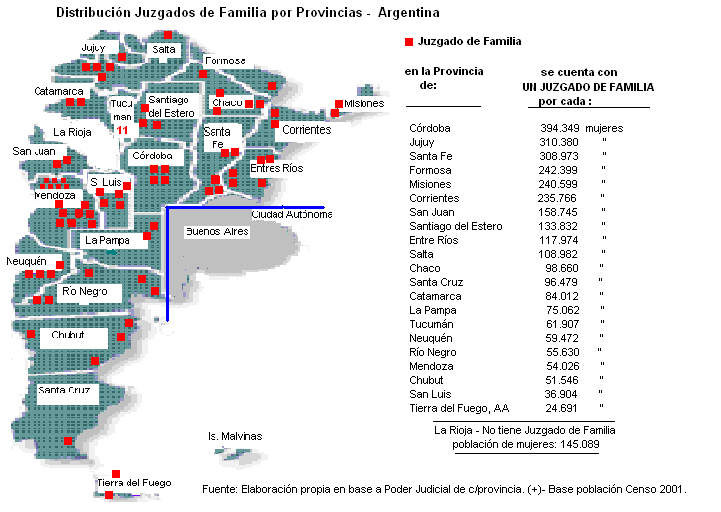 Distribución Juzgados de Familia por Provincias - Argentina
Juzgado de Familia
Jujuy
Salta
Formose
Catamarca
Tucu
man
11
Santiago
del Estero
Chaco
Misiones
La Rioja
Santa
Fe
Corrientes
San Juan
Córdoba
Entres Ríos
S. Luis
Mendoza
Ciudad Autónoma
La Pampa
Buenos Aires
Neuquén
Río Negro
Chubut
Santa Cruz
Is. Malvinas
Tierra del Fuego
en la Provincia
de:
se cuenta con
UN JUZGADO DE FAMILIA
por cada :
Córdoba 394.349 mujeres
Jujuy 310.380 "
Santa Fe 308.973 "
Formosa 242.399 "
Misiones 240.599 "
Corrientes 235.766 "
San Juan 158.745 "
Santiago del Estero 133.832 "
Entre Ríos 117.974 "
Salta 108.982 "
Chaco 98.660 "
Santa Cruz 96.479 "
Catamarca 84.012 "
La Pampa 75.062 "
Tucumán 61.907 "
Neuquén 59.472 "
Río Negro 55.630 "
Mendoza 54.026 "
Chubut 51.546 "
San Luis 36.904 "
Tierra del Fuego, AA 24.691 "
La Rioja - No tiene Juzgado de Familia
población de mujeres: 145.089
Fuente: Elaboración propia en base a Poder Judicial de c/provincia. (+)- Base población Censo 2001.